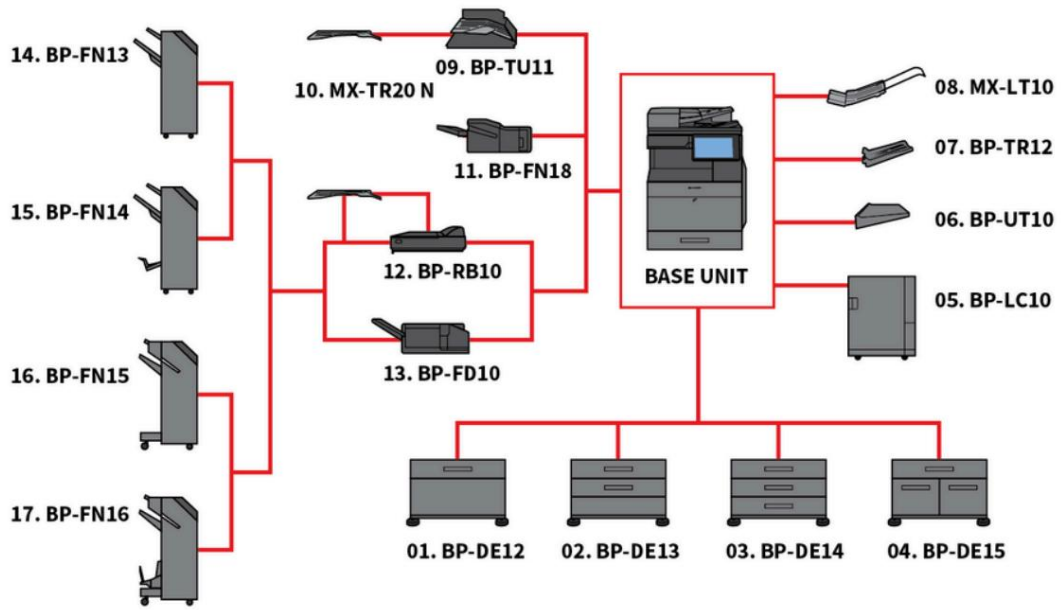 14. BP-FN13
10. MX-TR20 N
09. BP-TU11
08. MX-LT10
11. BP-FN18
07. BP-TR12
15. BP-FN14
06. BP-UT10
12. BP-RB10
BASE UNIT
05. BP-LC10
16. BP-FN15
13. BP-FD10
17. BP-FN16
01. BP-DE12
02. BP-DE13
03. BP-DE14
04. BP-DE15